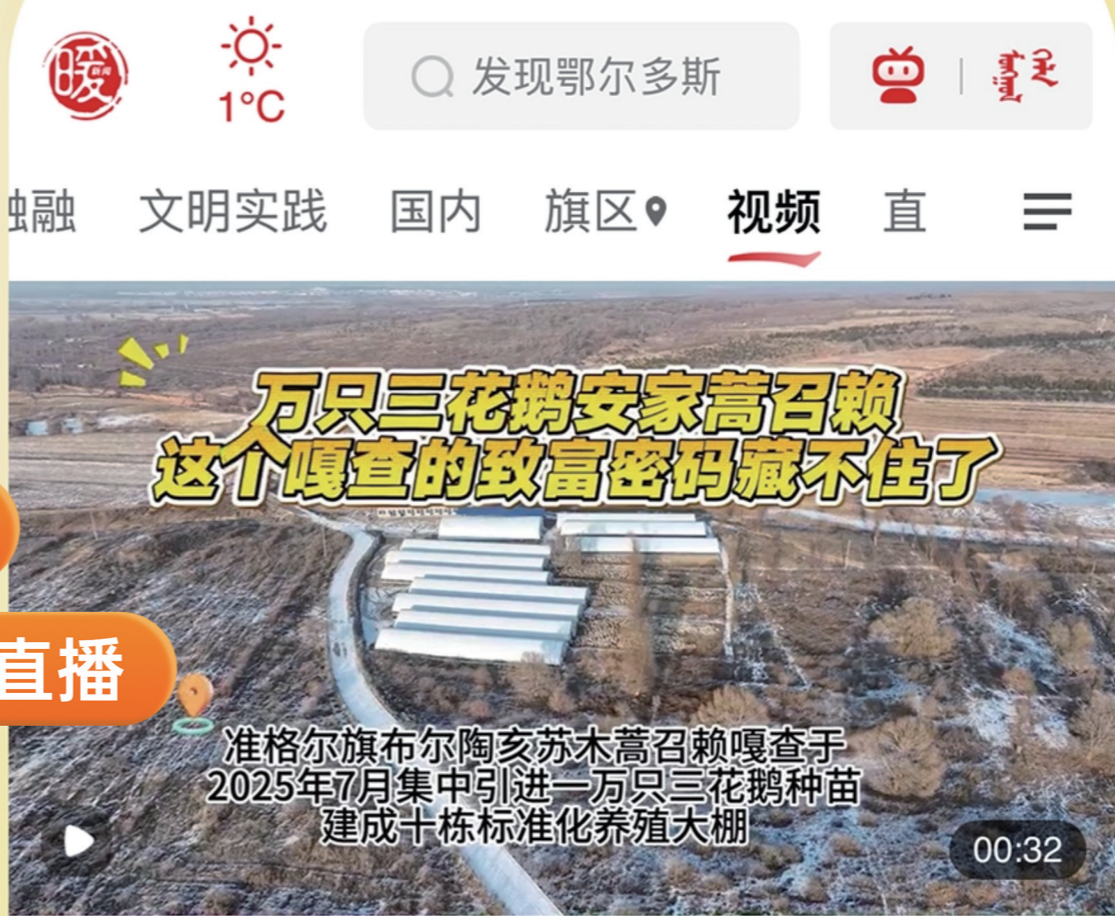 暖新闻
1°C
发现鄂尔多斯
融融
文明实践
国内
旗区
视频
直
万只三花鹅安家蒿召赖
这个嘎查的致富密码藏不住了
直播
准格尔旗布尔陶亥苏木蒿召赖嘎查于
2025年7月集中引进一万只三花鹅种苗
建成十栋标准化养殖大棚
00:32